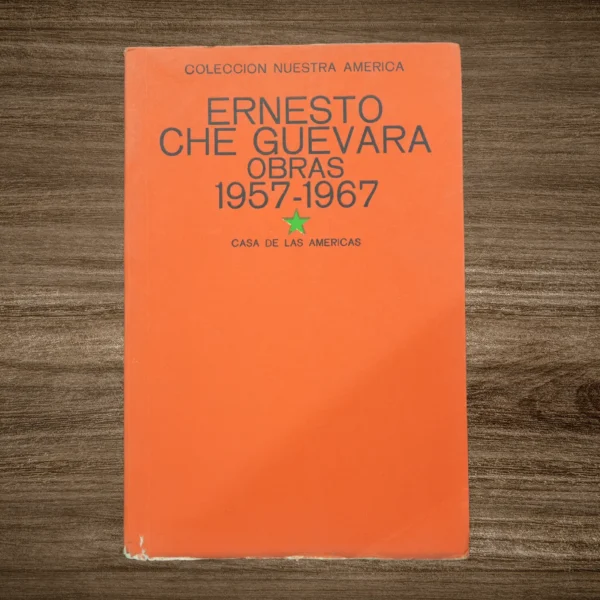 COLECCION NUESTRA AMERICA
ERNESTO
CHE GUEVARA
OBRAS
1957-1967
CASA DE LAS AMERICAS